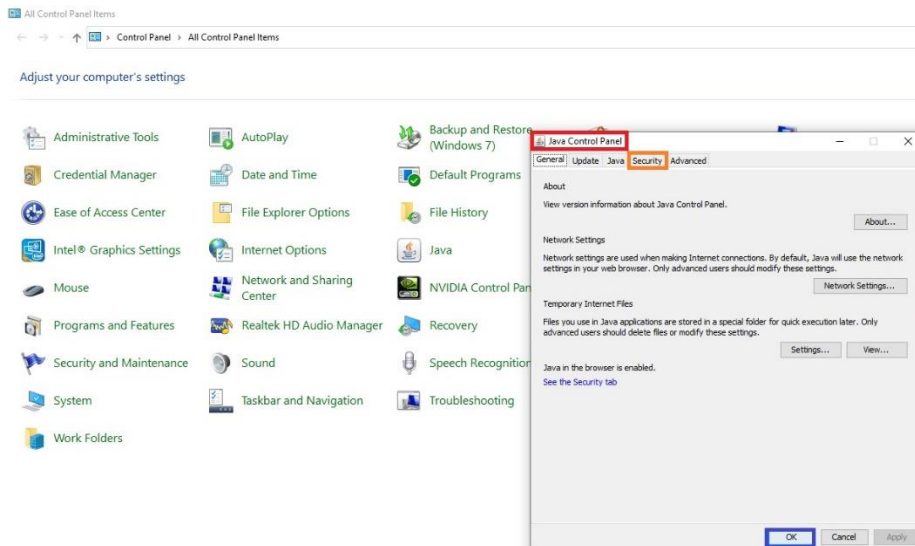 All Control Panel Items
Control Panel > All Control Panel Items
Adjust your computer's settings
Administrative Tools
AutoPlay
Backup and Restore
(Windows 7)
Credential Manager
Date and Time
Default Programs
Ease of Access Center
File Explorer Options
File History
Intel® Graphics Settings
Internet Options
Java
Mouse
Network and Sharing
Center
NVIDIA Control Pan
Programs and Features
Realtek HD Audio Manager
Recovery
Security and Maintenance
Sound
Speech Recognition
System
Taskbar and Navigation
Troubleshooting
Work Folders
Java Control Panel
General Update Java Security Advanced
About
View version information about Java Control Panel.
About...
Network Settings
Network settings are used when making Internet connections. By default, Java will use the network
settings in your web browser. Only advanced users should modify these settings.
Network Settings...
Temporary Internet Files
Files you use in Java applications are stored in a special folder for quick execution later. Only
advanced users should delete files or modify these settings.
Settings... View...
Java in the browser is enabled.
See the Security tab
OK Cancel Apply